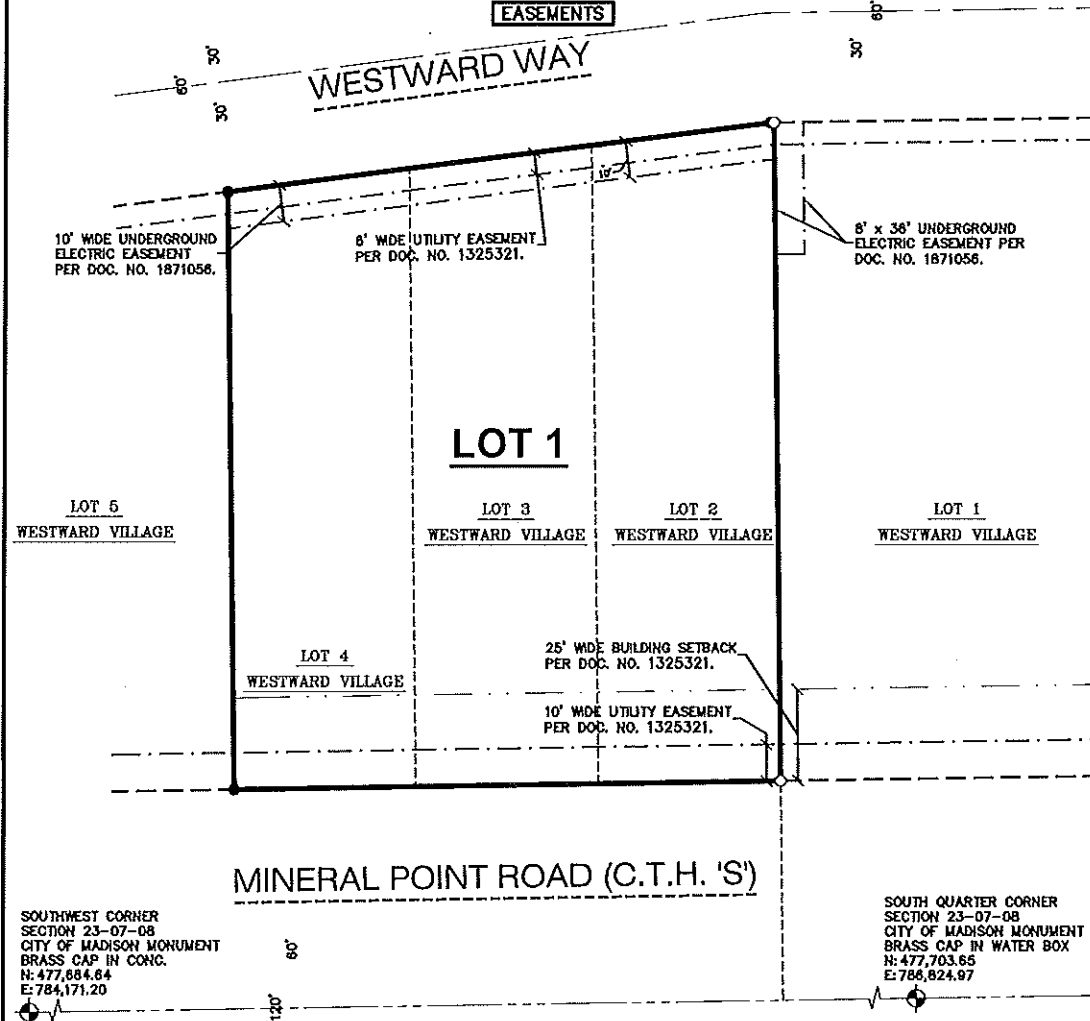 EASEMENTS
60'
30'
60'
30'
30'
WESTWARD WAY
10'
10' WIDE UNDERGROUND
ELECTRIC EASEMENT
PER DOC. NO. 1871056.
6' WIDE UTILITY EASEMENT
PER DOC. NO. 1325321.
8' x 36' UNDERGROUND
ELECTRIC EASEMENT PER
DOC. NO. 1871056.
LOT 1
LOT 5
WESTWARD VILLAGE
LOT 3
WESTWARD VILLAGE
LOT 2
WESTWARD VILLAGE
LOT 1
WESTWARD VILLAGE
LOT 4
WESTWARD VILLAGE
25' WIDE BUILDING SETBACK
PER DOC. NO. 1325321.
10' WIDE UTILITY EASEMENT
PER DOC. NO. 1325321.
MINERAL POINT ROAD (C.T.H. 'S')
SOUTHWEST CORNER
SECTION 23-07-08
CITY OF MADISON MONUMENT
BRASS CAP IN CONC.
N: 477,664.64
E: 784,171.20
60'
120'
SOUTH QUARTER CORNER
SECTION 23-07-08
CITY OF MADISON MONUMENT
BRASS CAP IN WATER BOX
N: 477,703.65
E: 786,824.97